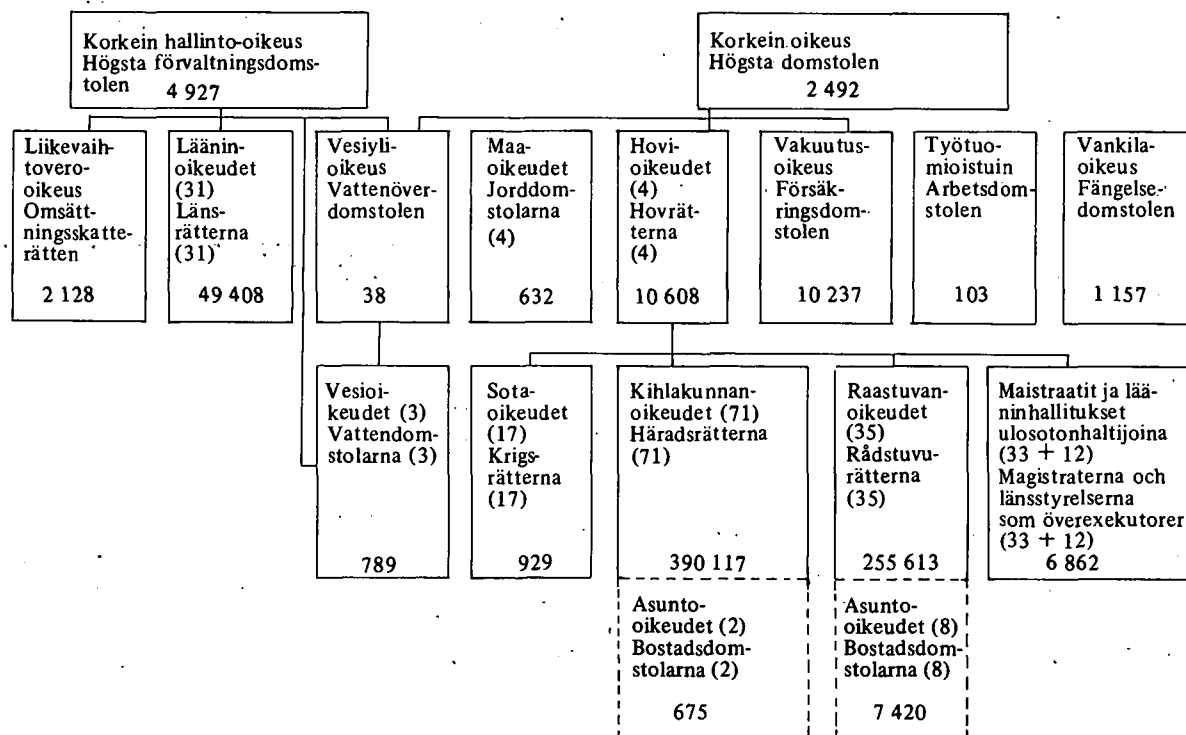 Korkein hallinto-oikeus
Högsta förvaltningsdoms-
stolen
4 927
Korkein oikeus
Högsta domstolen
2 492
Liikevaih-
tovero-
oikeus
Omsätt-
ningsskatte-
rätten
2 128
Läänin-
oikeudet
(31)
Läns-
rätterna
(31)
49 408
Vesiyli-
oikeus
Vattenöver-
domstolen
38
Maa-
oikeudet
Jorddom-
stolarna
(4)
632
Hovi-
oikeudet
(4)
Hovrät-
terna
(4)
10 608
Vakuutus-
oikeus
Försäk-
ringsdom-
stolen
10 237
Työtuo-
mioistuin
Arbetsdom-
stolen
103
Vankila-
oikeus
Fängelse-
domstolen
1 157
Vesioi-
keudet (3)
Vattendom-
stolarna (3)
789
Sota-
oikeudet
(17)
Krigs-
rätterna
(17)
929
Kihlakunnan-
oikeudet (71)
Häradsrätterna
(71)
390 117
Raastuvan-
oikeudet
(35)
Rådstuvu-
rätterna
(35)
255 613
Maistraatit ja lää-
ninhallitukset
ulosotonhaltijoina
(33 + 12)
Magistraterna och
länsstyrelserna
som överexekutorer
(33 + 12)
6 862
Asunto-
oikeudet (2)
Bostadsdom-
stolarna (2)
675
Asunto-
oikeudet (8)
Bostadsdom-
stolarna (8)
7 420